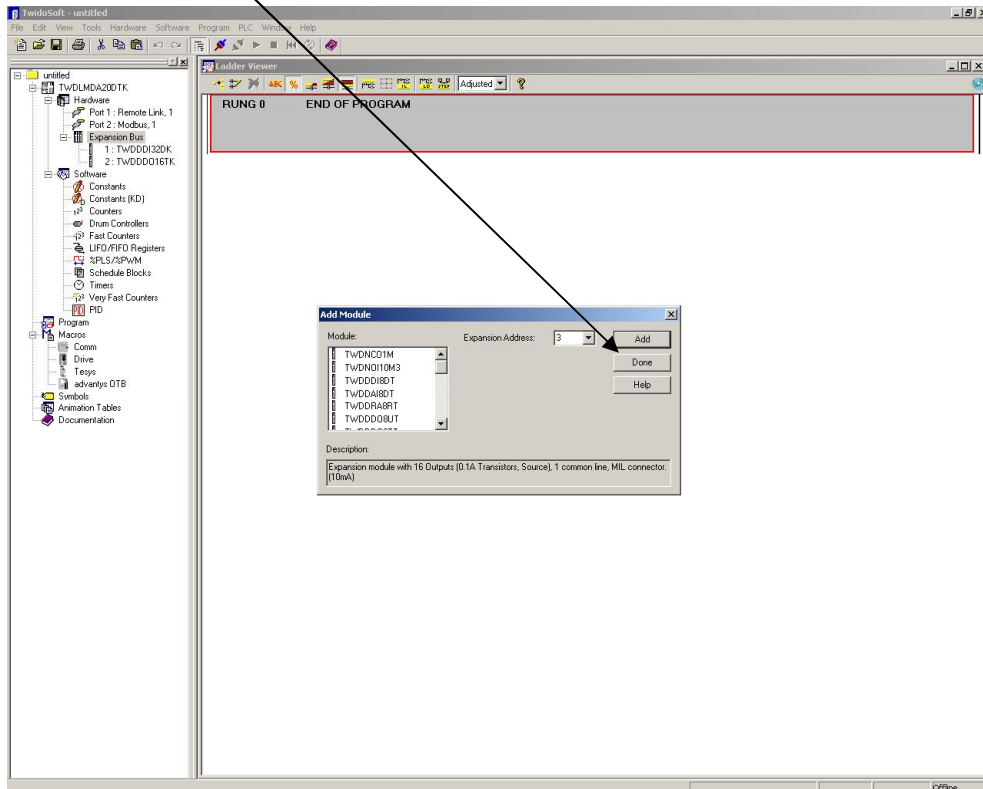 TwidoSoft - untitled
File Edit View Tools Hardware Software Program PLC Window Help
Ladder Viewer
Adjusted
RUNG 0 END OF PROGRAM
untitled
TWDLMDA20DTK
Hardware
Port 1 : Remote Link, 1
Port 2 : Modbus, 1
Expansion Bus
1 : TWDDDI32DK
2 : TWDDDO16TK
Software
Constants
Constants (KD)
Counters
Drum Controllers
Fast Counters
LIFO/FIFO Registers
%PLS/%PWM
Schedule Blocks
Timers
Very Fast Counters
PID
Program
Macros
Comm
Drive
Tesys
advantys OTB
Symbols
Animation Tables
Documentation
Add Module
Module:
Expansion Address: 3
Add
Done
Help
TWDNCO1M
TWDNOI10M3
TWDDDI8DT
TWDDAI8DT
TWDDRA8RT
TWDDDO8UT
Description:
Expansion module with 16 Outputs (0.1A Transistors, Source), 1 common line, MIL connector.
(10mA)
Offline